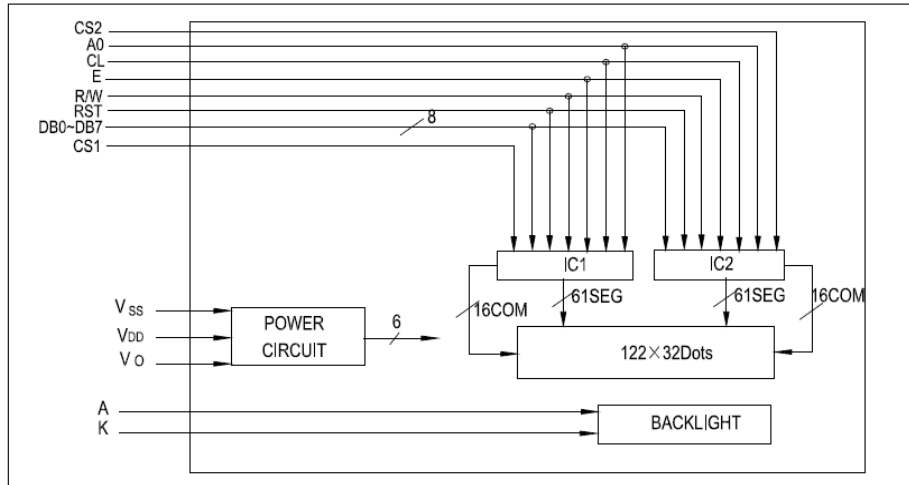 CS2
A0
CL
E
R/W
RST
DB0~DB7
8
CS1
IC1
IC2
16COM
61SEG
61SEG
16COM
VSS
VDD
VO
POWER
CIRCUIT
6
122×32Dots
A
K
BACKLIGHT